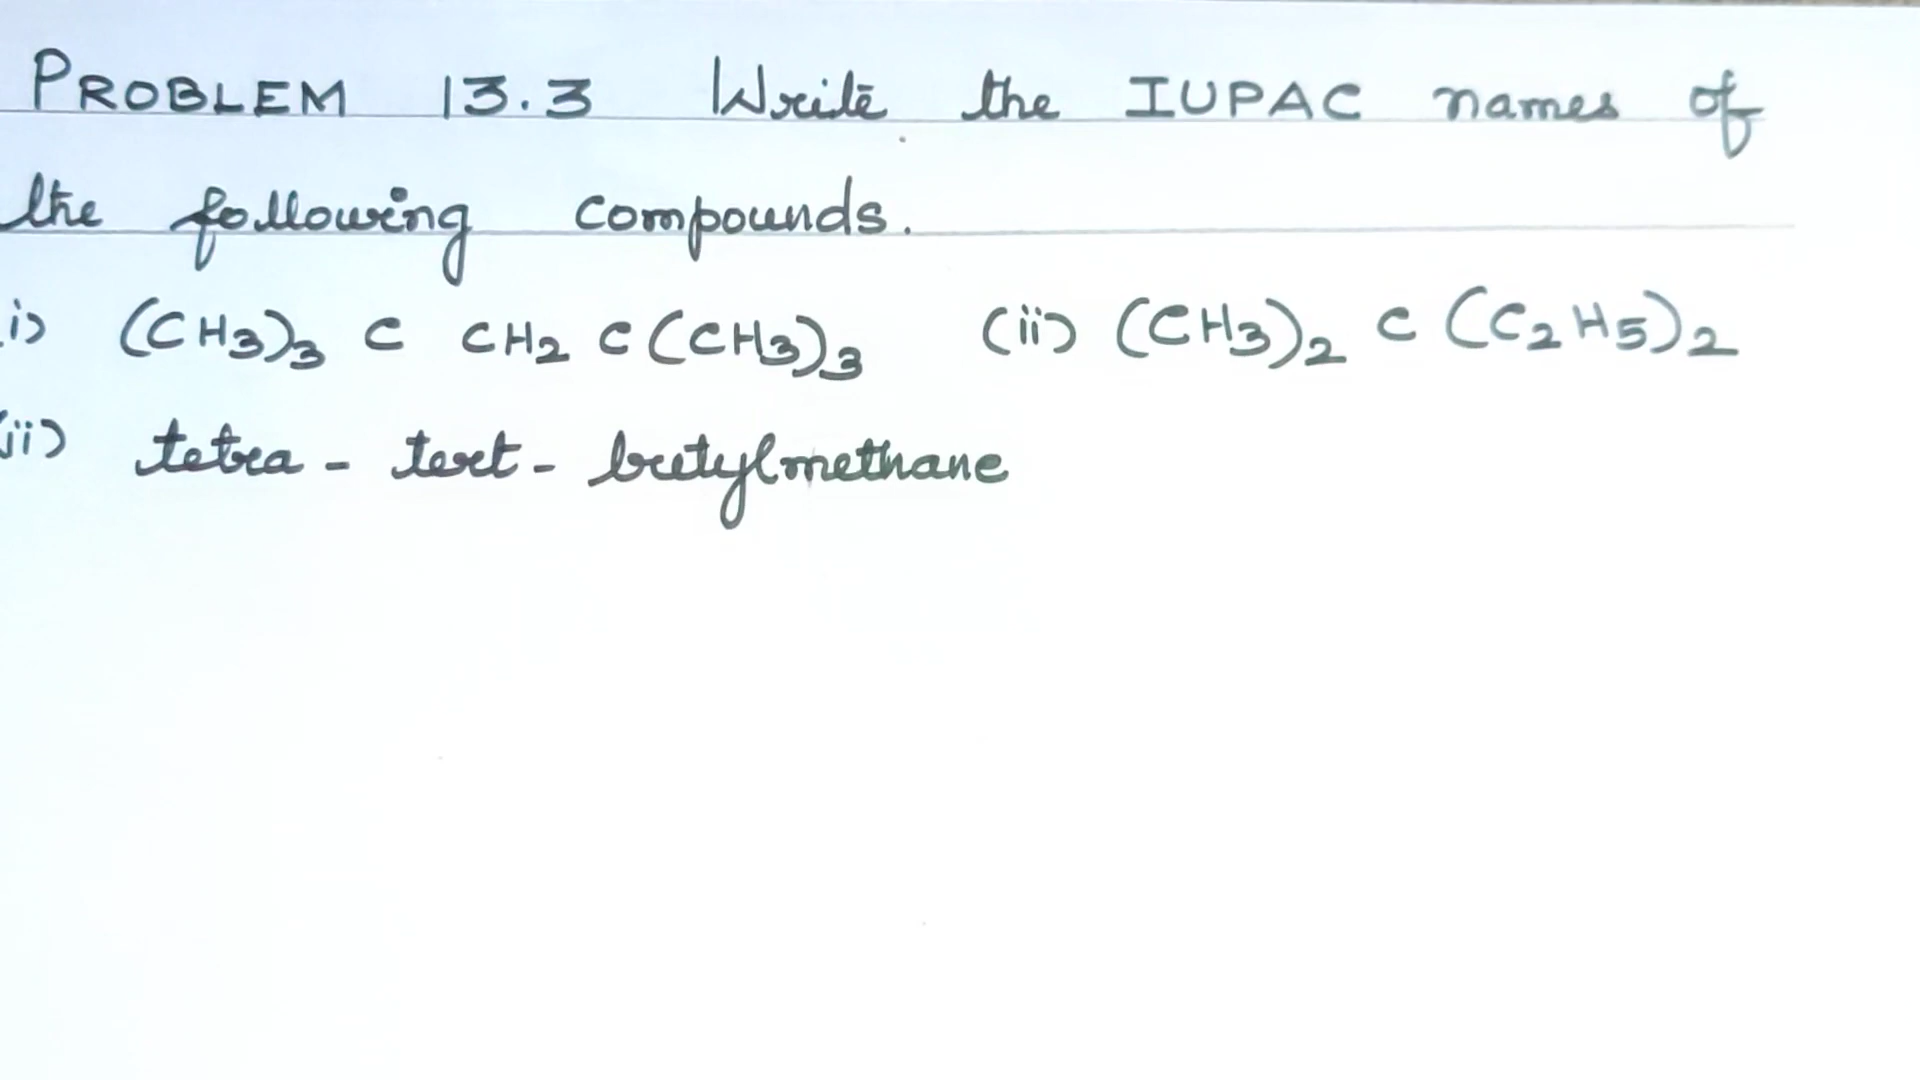 PROBLEM 13.3 Write the IUPAC names of
the following compounds.
i) (CH3)3 C CH2 C(CH3)3 (ii) (CH3)2 C (C2H5)2
iii) tetra - tert - butylmethane